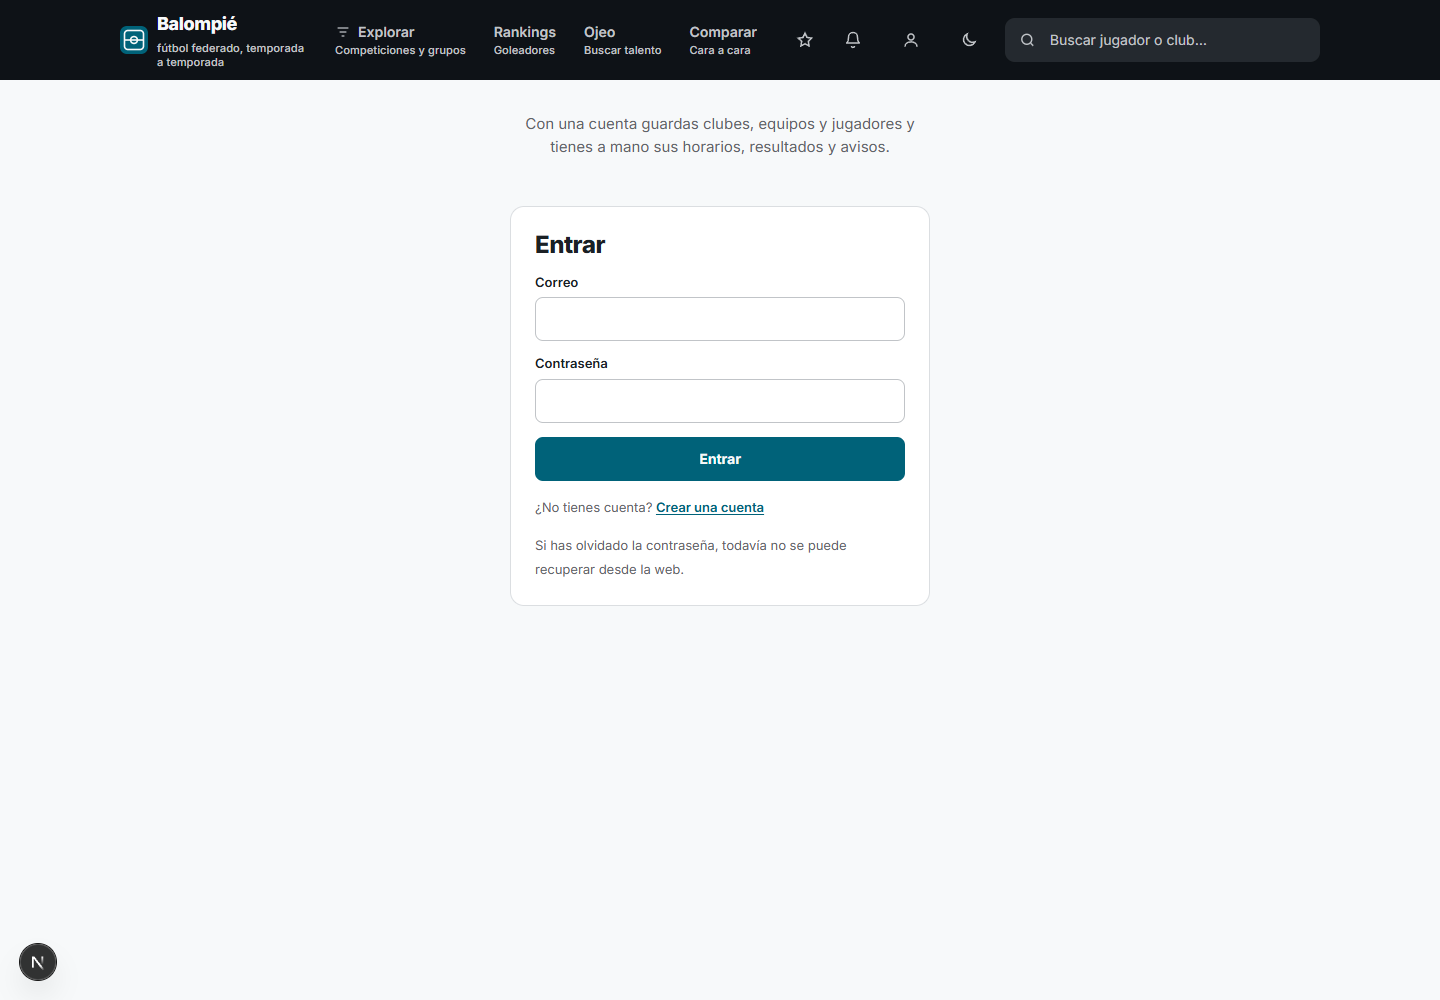 Balompié
fútbol federado, temporada
a temporada
Explorar
Competiciones y grupos
Rankings
Goleadores
Ojeo
Buscar talento
Comparar
Cara a cara
Buscar jugador o club...
Con una cuenta guardas clubes, equipos y jugadores y
tienes a mano sus horarios, resultados y avisos.
Entrar
Correo
Contraseña
Entrar
¿No tienes cuenta? Crear una cuenta
Si has olvidado la contraseña, todavía no se puede
recuperar desde la web.
N